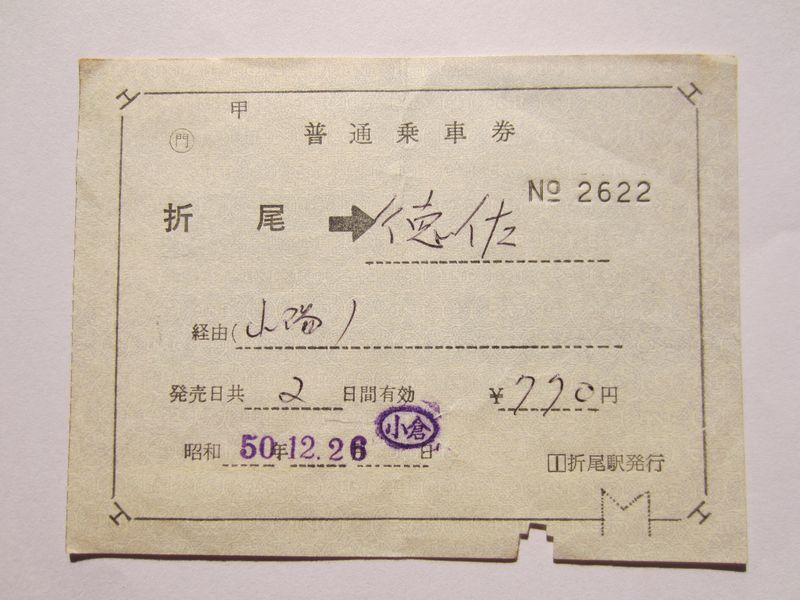 甲
門
普通乗車券
№ 2622
折尾 ➡ 徳佐
経由(山陽)
発売日共2日間有効 ¥770円
昭和50年12.26日
小倉
折尾駅発行